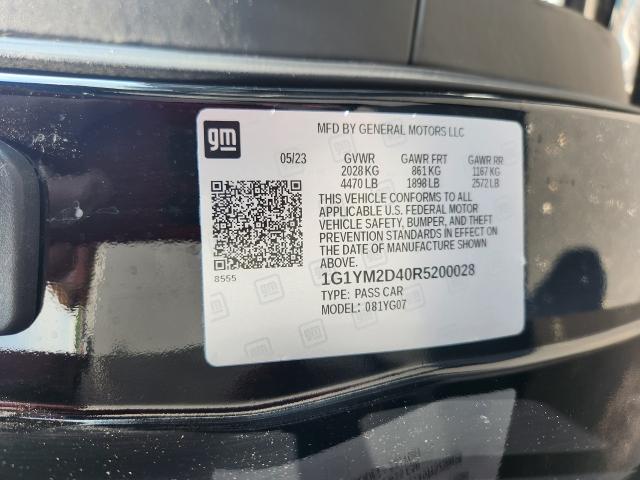 gm
MFD BY GENERAL MOTORS LLC
05/23 GVWR GAWR FRT GAWR RR
2028 KG 861 KG 1167 KG
4470 LB 1898 LB 2572 LB
THIS VEHICLE CONFORMS TO ALL
APPLICABLE U.S. FEDERAL MOTOR
VEHICLE SAFETY, BUMPER, AND THEFT
PREVENTION STANDARDS IN EFFECT ON
THE DATE OF MANUFACTURE SHOWN
ABOVE.
8555
1G1YM2D40R5200028
TYPE: PASS CAR
MODEL: 081YG07